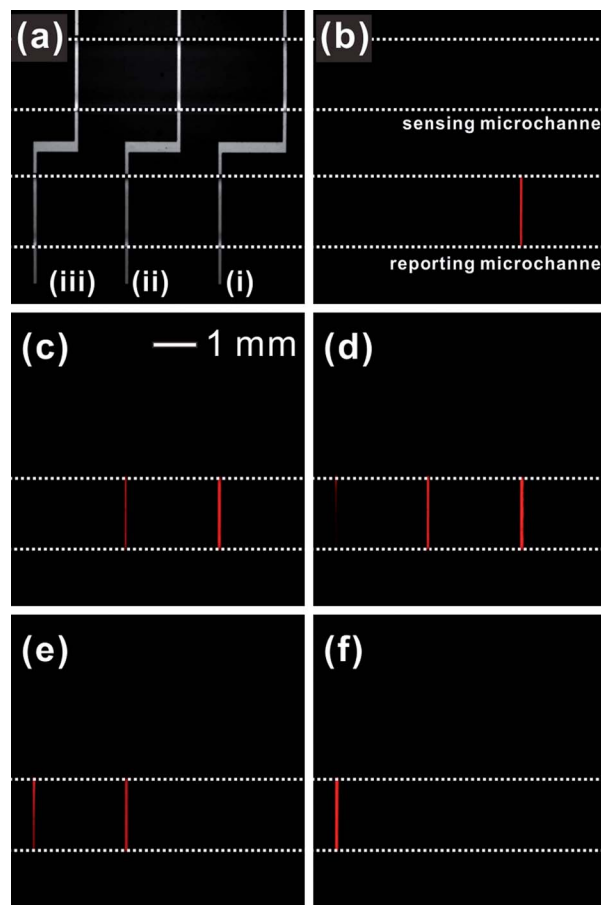 (a)
(iii) (ii) (i)
(b)
sensing microchanne
reporting microchanne
(c)
1 mm
(d)
(e)
(f)